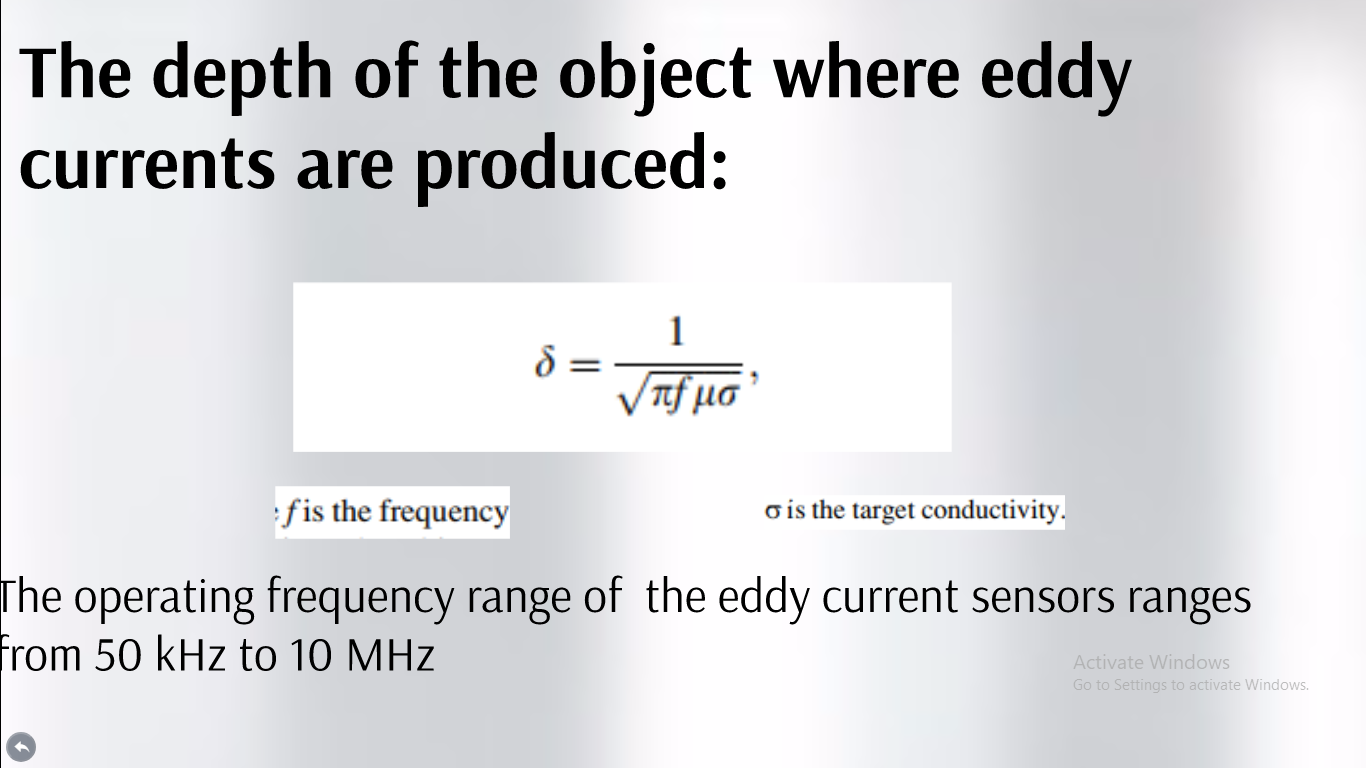 The depth of the object where eddy
currents are produced:
δ = 1 / √πfμσ ,
f is the frequency
σ is the target conductivity.
The operating frequency range of the eddy current sensors ranges
from 50 kHz to 10 MHz
Activate Windows
Go to Settings to activate Windows.